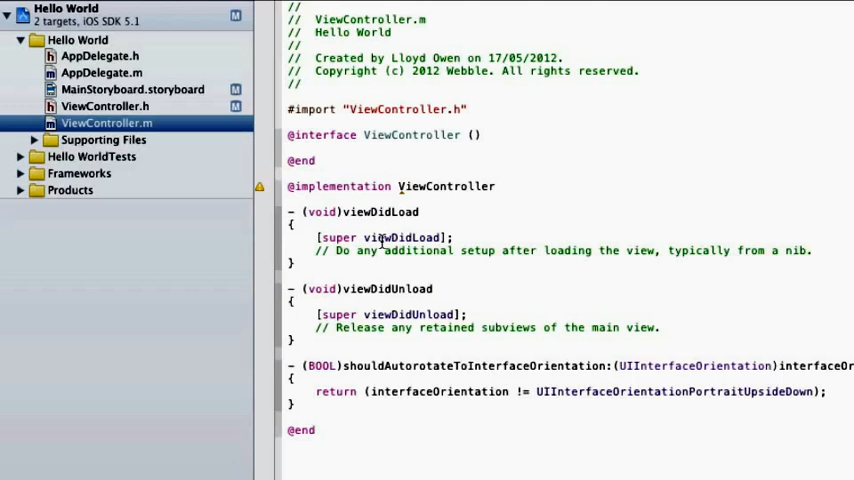 Hello World
2 targets, iOS SDK 5.1
M
Hello World
AppDelegate.h
AppDelegate.m
MainStoryboard.storyboard
M
ViewController.h
M
ViewController.m
Supporting Files
Hello WorldTests
Frameworks
Products
//
//  ViewController.m
//  Hello World
//
//  Created by Lloyd Owen on 17/05/2012.
//  Copyright (c) 2012 Webble. All rights reserved.
//
#import "ViewController.h"
@interface ViewController ()
@end
@implementation ViewController
- (void)viewDidLoad
{
[super viewDidLoad];
// Do any additional setup after loading the view, typically from a nib.
}
- (void)viewDidUnload
{
[super viewDidUnload];
// Release any retained subviews of the main view.
}
- (BOOL)shouldAutorotateToInterfaceOrientation:(UIInterfaceOrientation)interfaceOr
{
return (interfaceOrientation != UIInterfaceOrientationPortraitUpsideDown);
}
@end